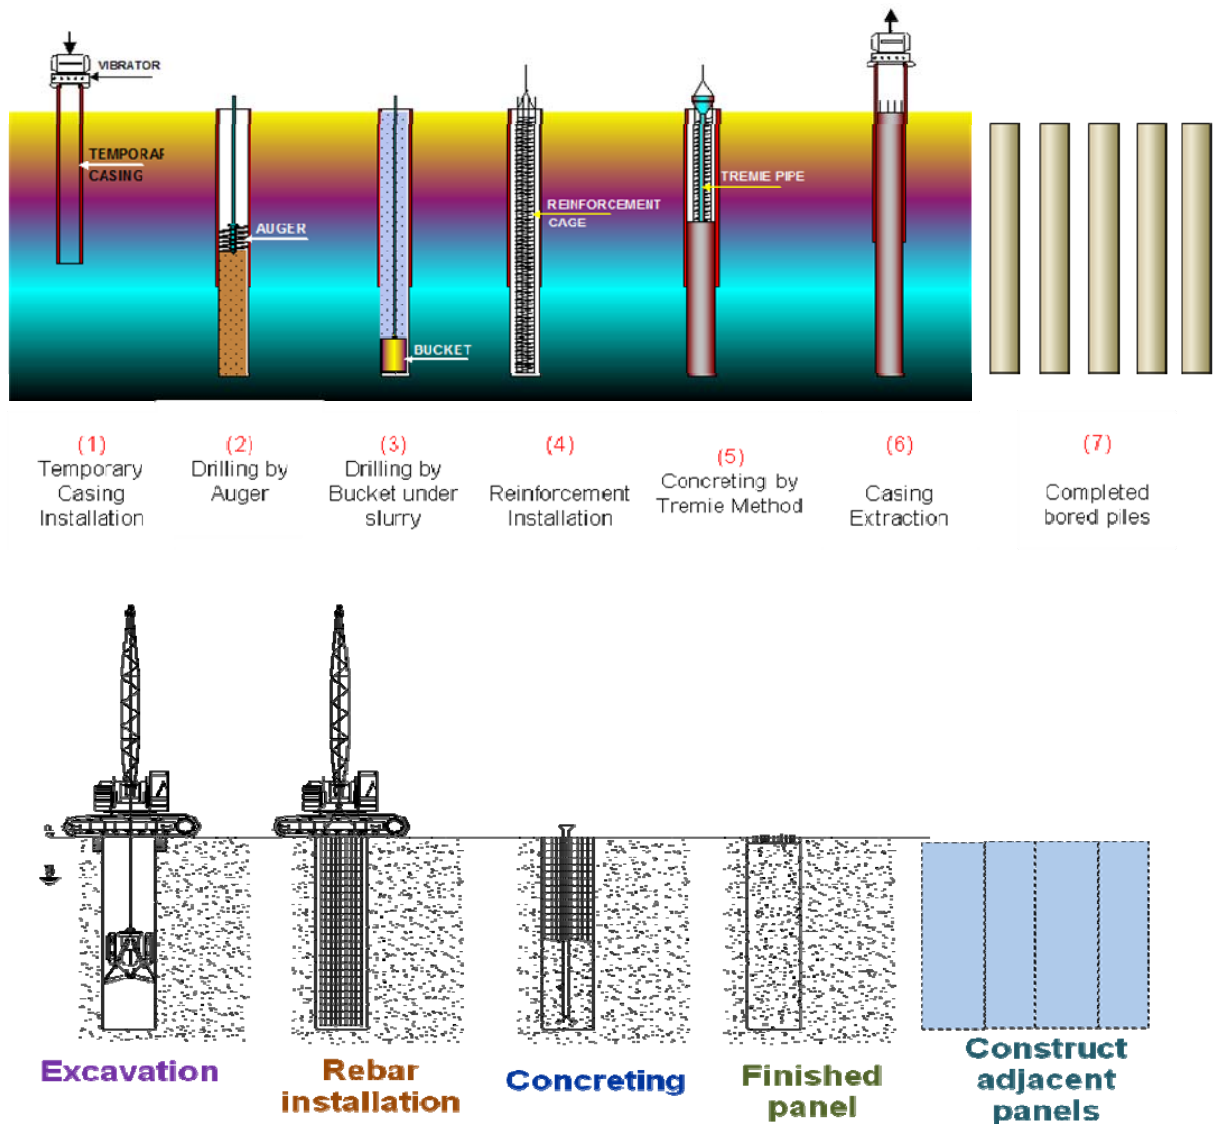 VIBRATOR
TEMPORAR
CASING
AUGER
BUCKET
REINFORCEMENT
CAGE
TREMIE PIPE
(1)
Temporary
Casing
Installation
(2)
Drilling by
Auger
(3)
Drilling by
Bucket under
slurry
(4)
Reinforcement
Installation
(5)
Concreting by
Tremie Method
(6)
Casing
Extraction
(7)
Completed
bored piles
Excavation
Rebar
installation
Concreting
Finished
panel
Construct
adjacent
panels